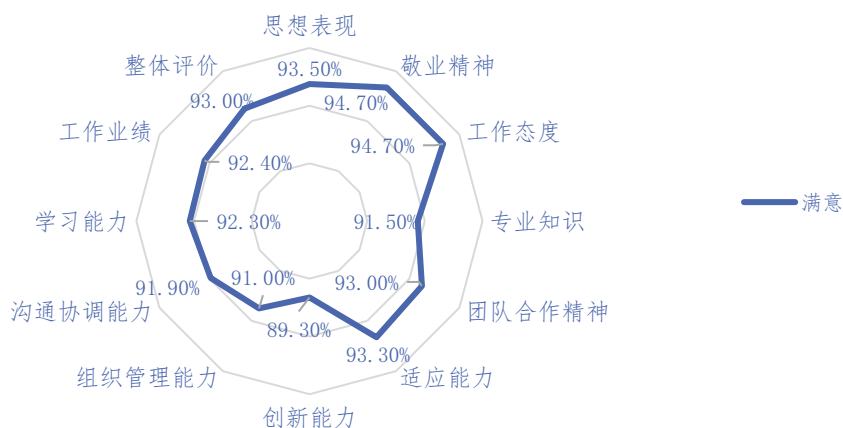 思想表现
93.50%
敬业精神
94.70%
工作态度
94.70%
专业知识
91.50%
团队合作精神
93.00%
适应能力
93.30%
创新能力
89.30%
组织管理能力
91.00%
沟通协调能力
91.90%
学习能力
92.30%
工作业绩
92.40%
整体评价
93.00%
满意